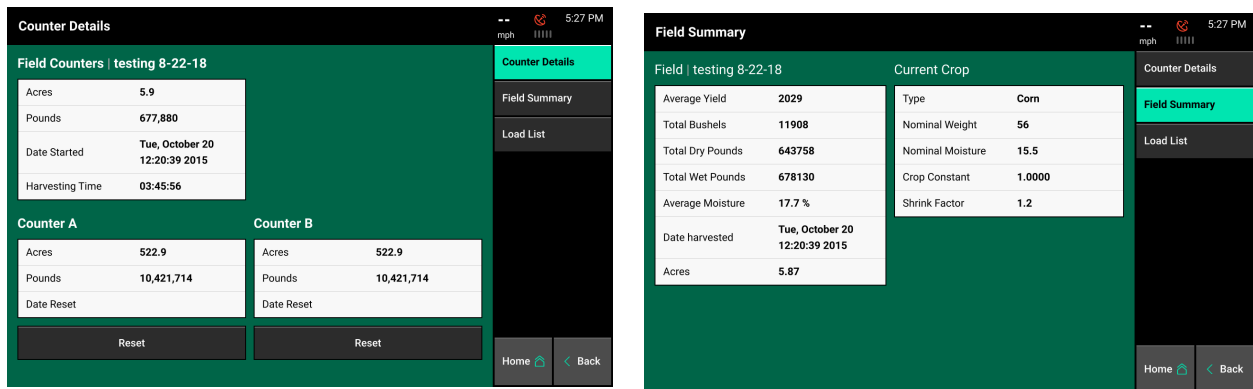 Counter Details
--
mph
5:27 PM
Field Counters | testing 8-22-18
Acres 5.9
Pounds 677,880
Date Started Tue, October 20
12:20:39 2015
Harvesting Time 03:45:56
Counter A
Acres 522.9
Pounds 10,421,714
Date Reset
Reset
Counter B
Acres 522.9
Pounds 10,421,714
Date Reset
Reset
Counter Details
Field Summary
Load List
Home
Back
Field Summary
--
mph
5:27 PM
Field | testing 8-22-18
Average Yield 2029
Total Bushels 11908
Total Dry Pounds 643758
Total Wet Pounds 678130
Average Moisture 17.7 %
Date harvested Tue, October 20
12:20:39 2015
Acres 5.87
Current Crop
Type Corn
Nominal Weight 56
Nominal Moisture 15.5
Crop Constant 1.0000
Shrink Factor 1.2
Counter Details
Field Summary
Load List
Home
Back